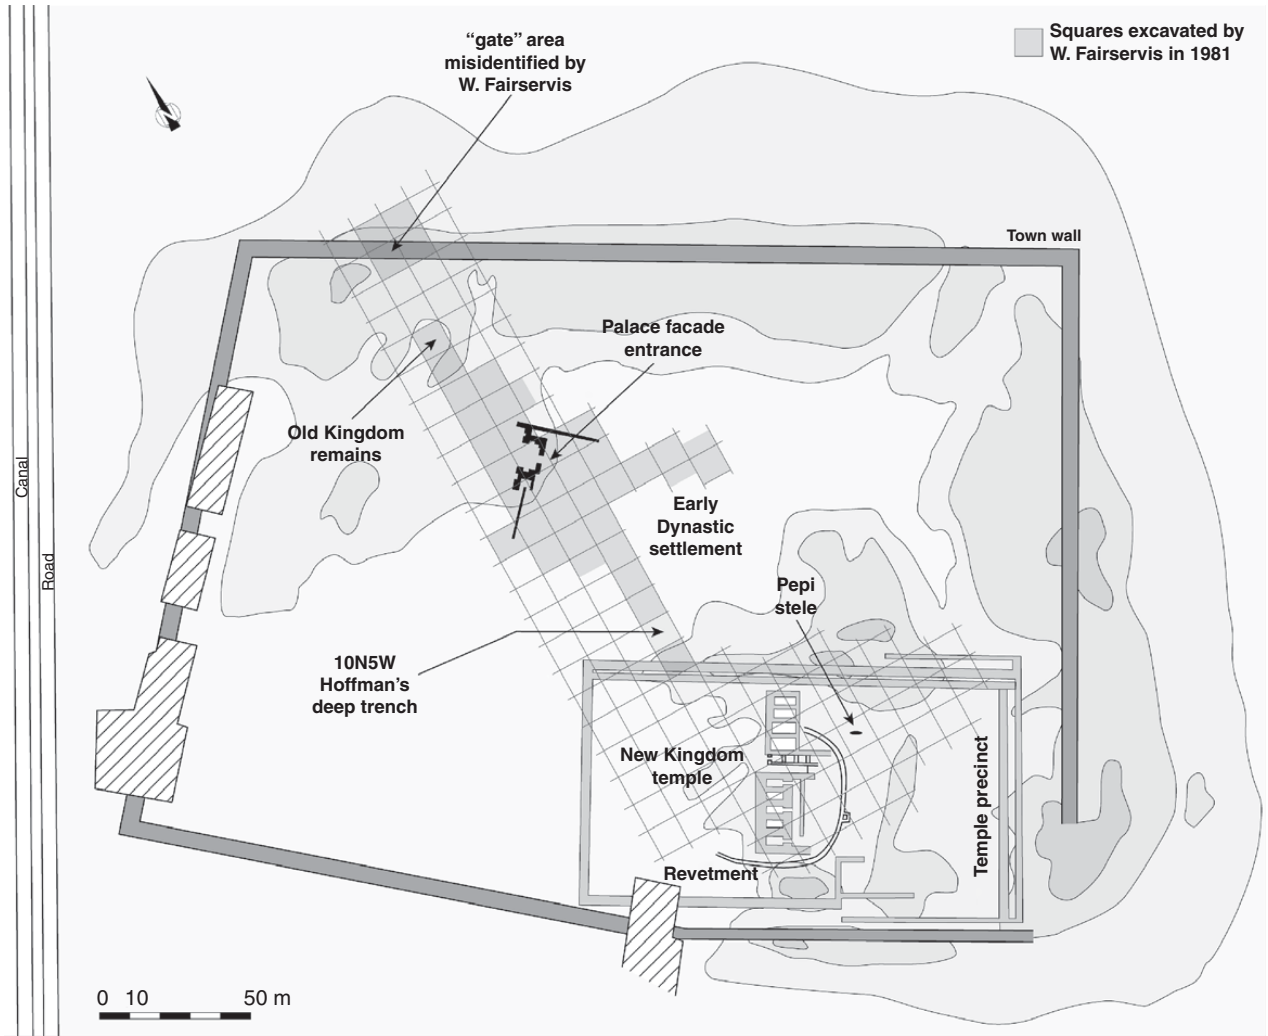 “gate” area
misidentified by
W. Fairservis
Squares excavated by
W. Fairservis in 1981
Town wall
Palace facade
entrance
Old Kingdom
remains
Canal
Road
Early
Dynastic
settlement
Pepi
stele
10N5W
Hoffman’s
deep trench
New Kingdom
temple
Temple precinct
Revetment
0 10 50 m